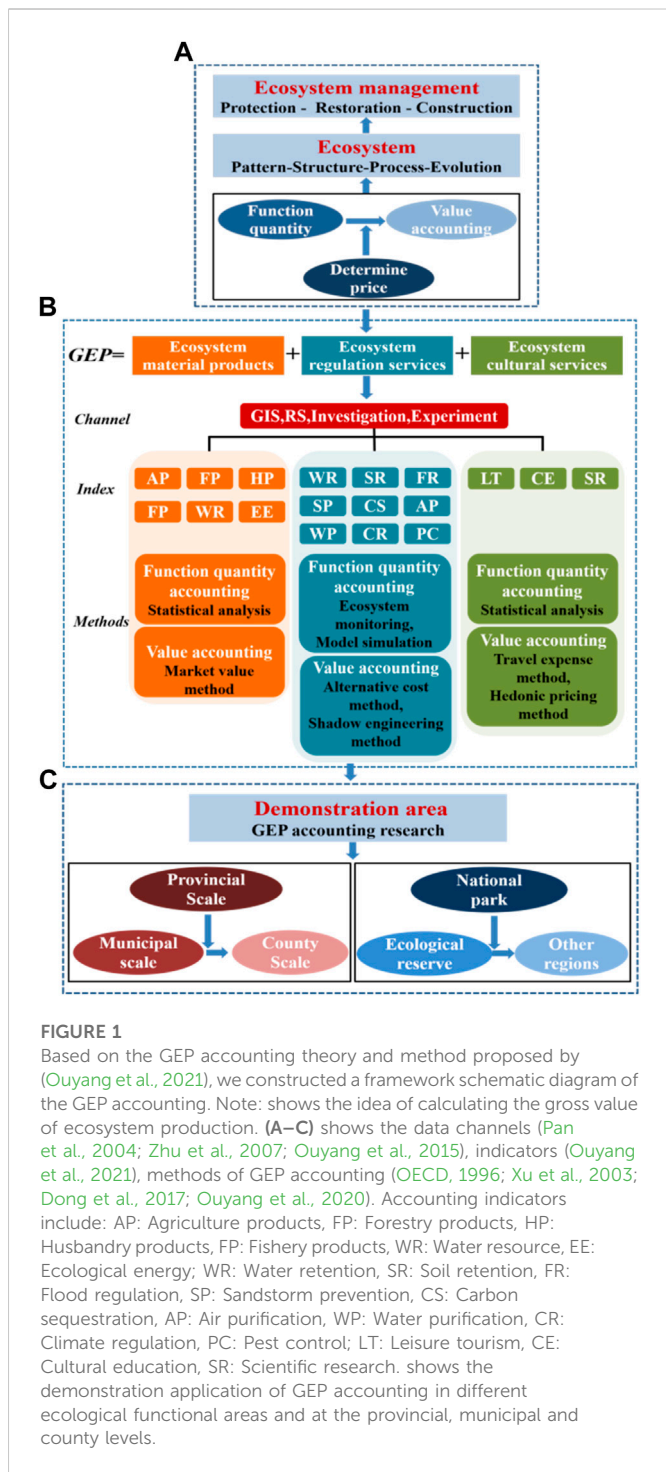 A
Ecosystem management
Protection - Restoration - Construction
Ecosystem
Pattern-Structure-Process-Evolution
Function
quantity
Value
accounting
Determine
price
B
GEP=
Ecosystem
material products
+
Ecosystem
regulation services
+
Ecosystem
cultural services
Channel
GIS,RS,Investigation,Experiment
Index
AP FP HP
FP WR EE
WR SR FR
SP CS AP
WP CR PC
LT CE SR
Methods
Function quantity
accounting
Statistical analysis
Value accounting
Market value
method
Function quantity
accounting
Ecosystem
monitoring,
Model simulation
Value accounting
Alternative cost
method,
Shadow engineering
method
Function quantity
accounting
Statistical analysis
Value accounting
Travel expense
method,
Hedonic pricing
method
C
Demonstration area
GEP accounting research
Provincial
Scale
Municipal
scale
County
Scale
National
park
Ecological
reserve
Other
regions
FIGURE 1
Based on the GEP accounting theory and method proposed by
(Ouyang et al., 2021), we constructed a framework schematic diagram of
the GEP accounting. Note: shows the idea of calculating the gross value
of ecosystem production. (A–C) shows the data channels (Pan
et al., 2004; Zhu et al., 2007; Ouyang et al., 2015), indicators (Ouyang
et al., 2021), methods of GEP accounting (OECD, 1996; Xu et al., 2003;
Dong et al., 2017; Ouyang et al., 2020). Accounting indicators
include: AP: Agriculture products, FP: Forestry products, HP:
Husbandry products, FP: Fishery products, WR: Water resource, EE:
Ecological energy; WR: Water retention, SR: Soil retention, FR:
Flood regulation, SP: Sandstorm prevention, CS: Carbon
sequestration, AP: Air purification, WP: Water purification, CR:
Climate regulation, PC: Pest control; LT: Leisure tourism, CE:
Cultural education, SR: Scientific research. shows the
demonstration application of GEP accounting in different
ecological functional areas and at the provincial, municipal and
county levels.